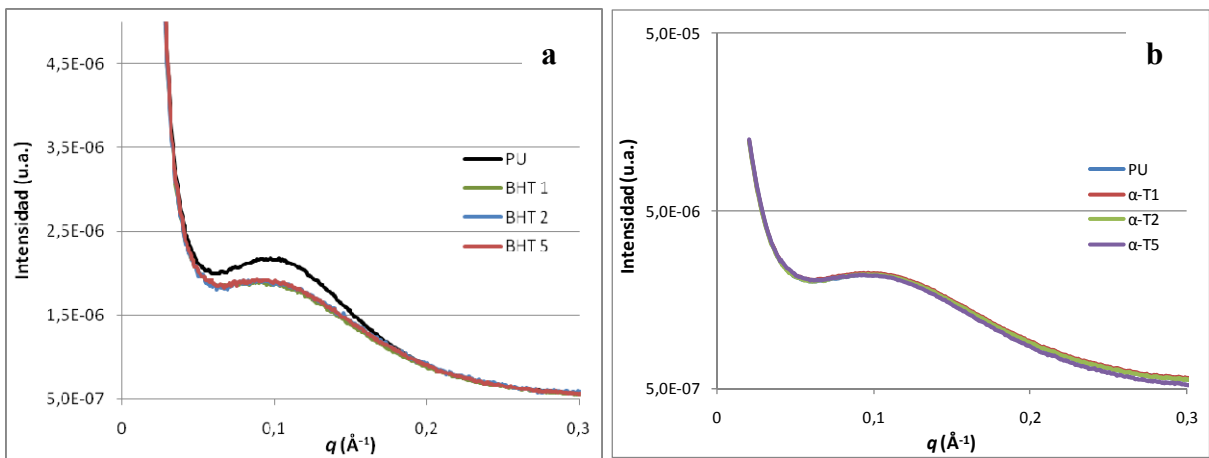 a
4,5E-06
3,5E-06
2,5E-06
1,5E-06
5,0E-07
Intensidad (u.a.)
PU
BHT 1
BHT 2
BHT 5
0
0,1
0,2
0,3
q (Å⁻¹)
b
5,0E-05
5,0E-06
5,0E-07
Intensidad (u.a.)
PU
α-T1
α-T2
α-T5
0
0,1
0,2
0,3
q (Å⁻¹)